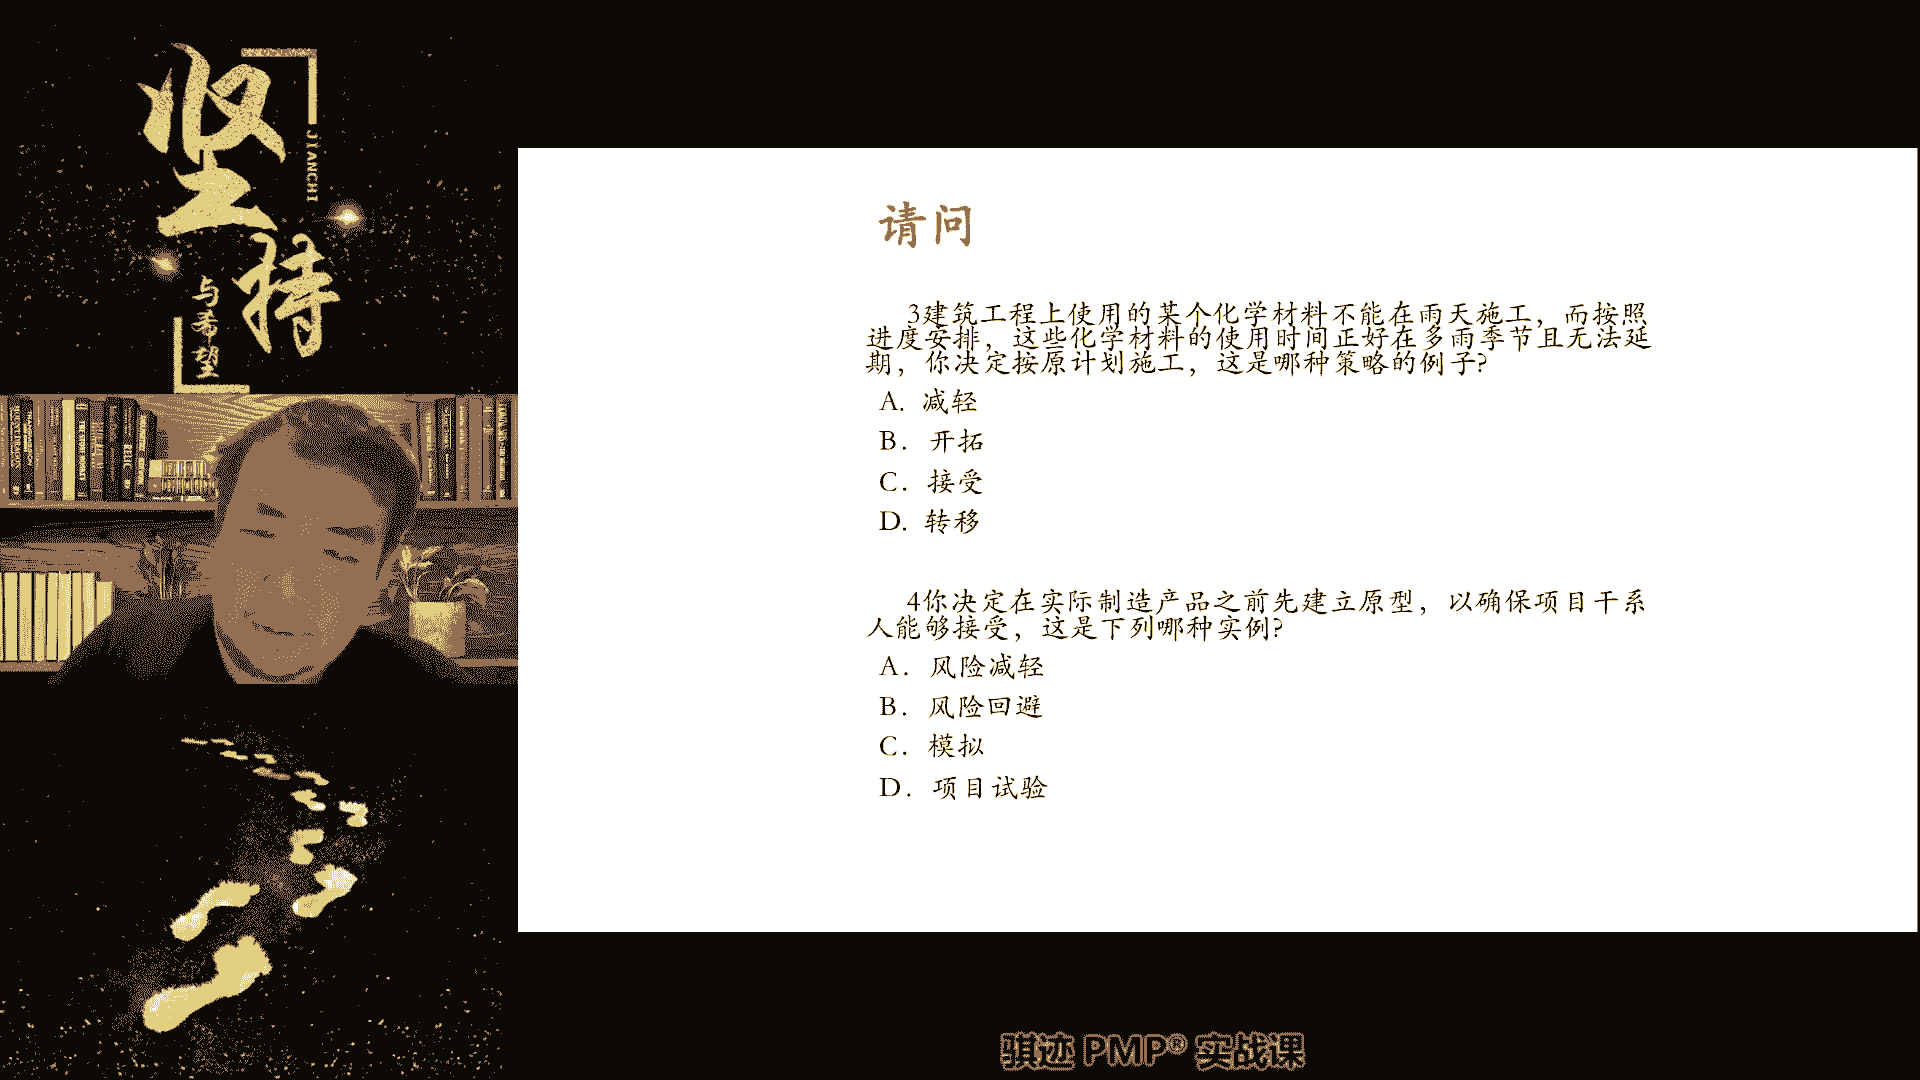 坚持
JIANCHI
与希望
请问
3建筑工程上使用的某个化学材料不能在雨天施工，而按照
进度安排，这些化学材料的使用时间正好在多雨季节且无法延
期，你决定按原计划施工，这是哪种策略的例子?
A. 减轻
B. 开拓
C. 接受
D. 转移
4你决定在实际制造产品之前先建立原型，以确保项目干系
人能够接受，这是下列哪种实例?
A. 风险减轻
B. 风险回避
C. 模拟
D. 项目试验
骐迹 PMP® 实战课